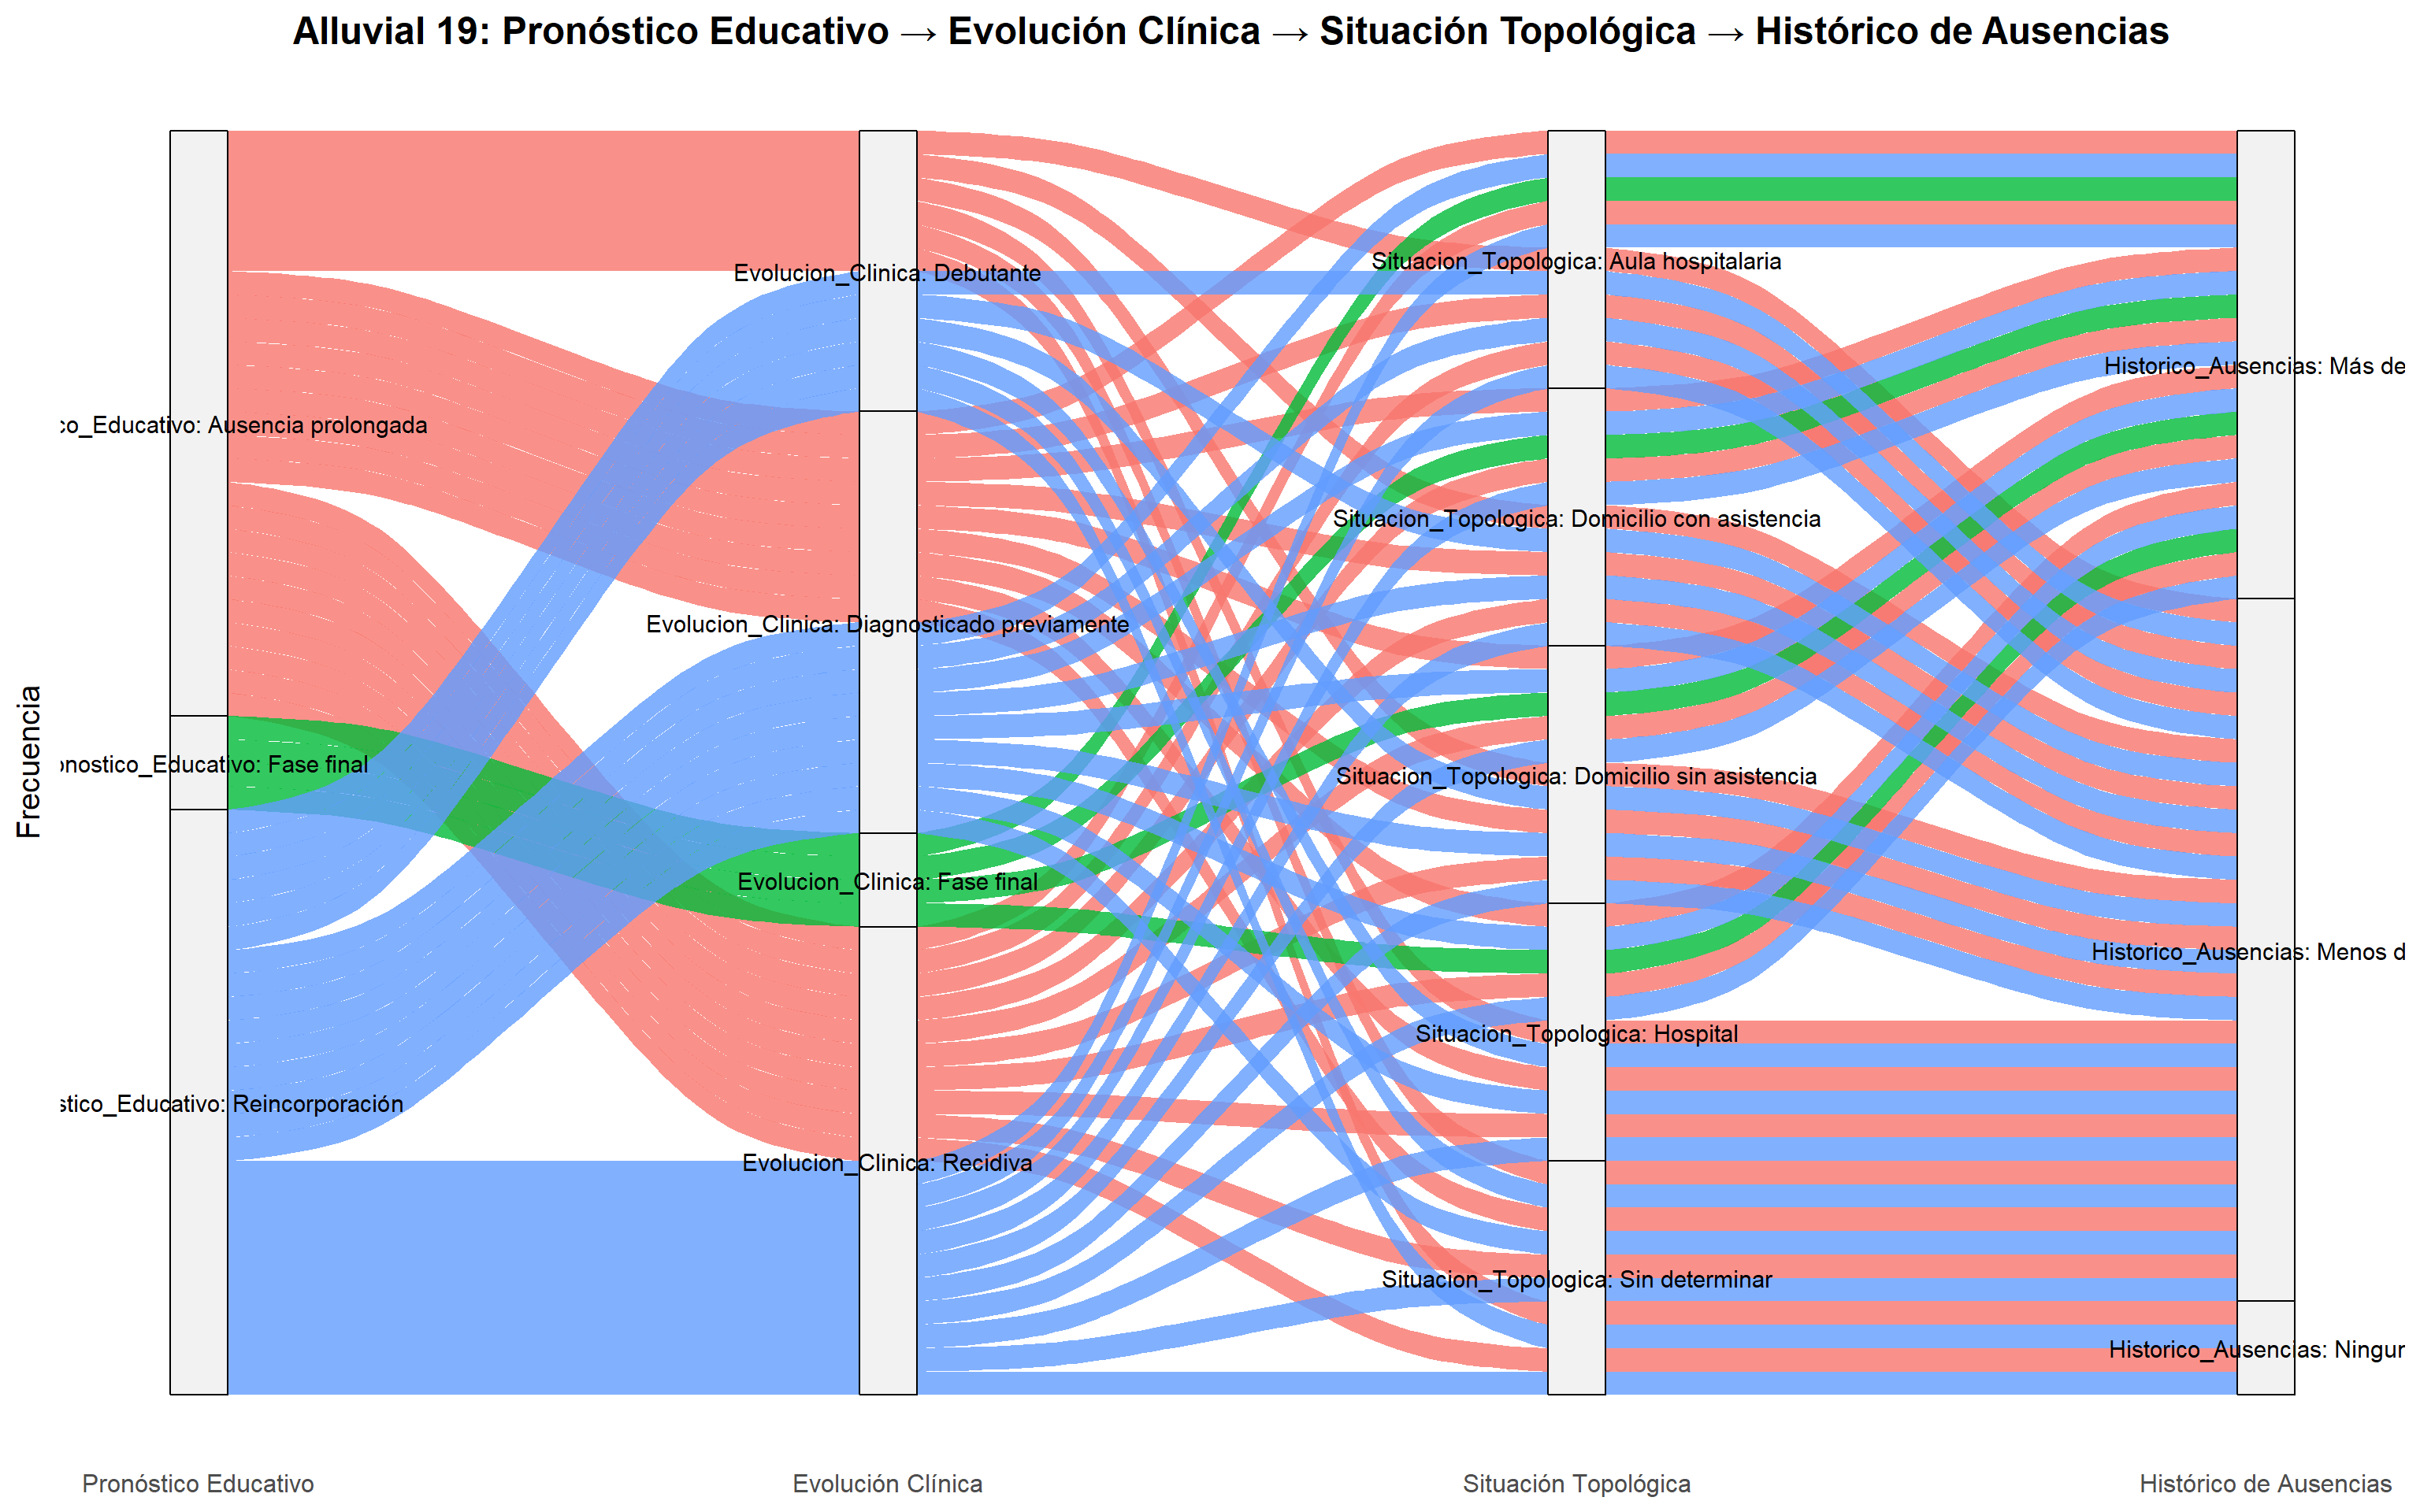 Alluvial 19: Pronóstico Educativo → Evolución Clínica → Situación Topológica → Histórico de Ausencias
Frecuencia
co_Educativo: Ausencia prolongada
onostico_Educativo: Fase final
stico_Educativo: Reincorporación
Evolucion_Clinica: Debutante
Evolucion_Clinica: Diagnosticado previamente
Evolucion_Clinica: Fase final
Evolucion_Clinica: Recidiva
Situacion_Topologica: Aula hospitalaria
Situacion_Topologica: Domicilio con asistencia
Situacion_Topologica: Domicilio sin asistencia
Situacion_Topologica: Hospital
Situacion_Topologica: Sin determinar
Historico_Ausencias: Más de
Historico_Ausencias: Menos d
Historico_Ausencias: Ningur
Pronóstico Educativo
Evolución Clínica
Situación Topológica
Histórico de Ausencias